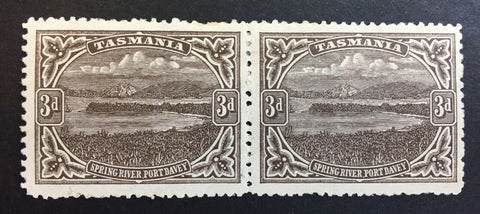 TASMANIA
3d 3d
SPRING RIVER PORT DAVEY
TASMANIA
3d 3d
SPRING RIVER PORT DAVEY